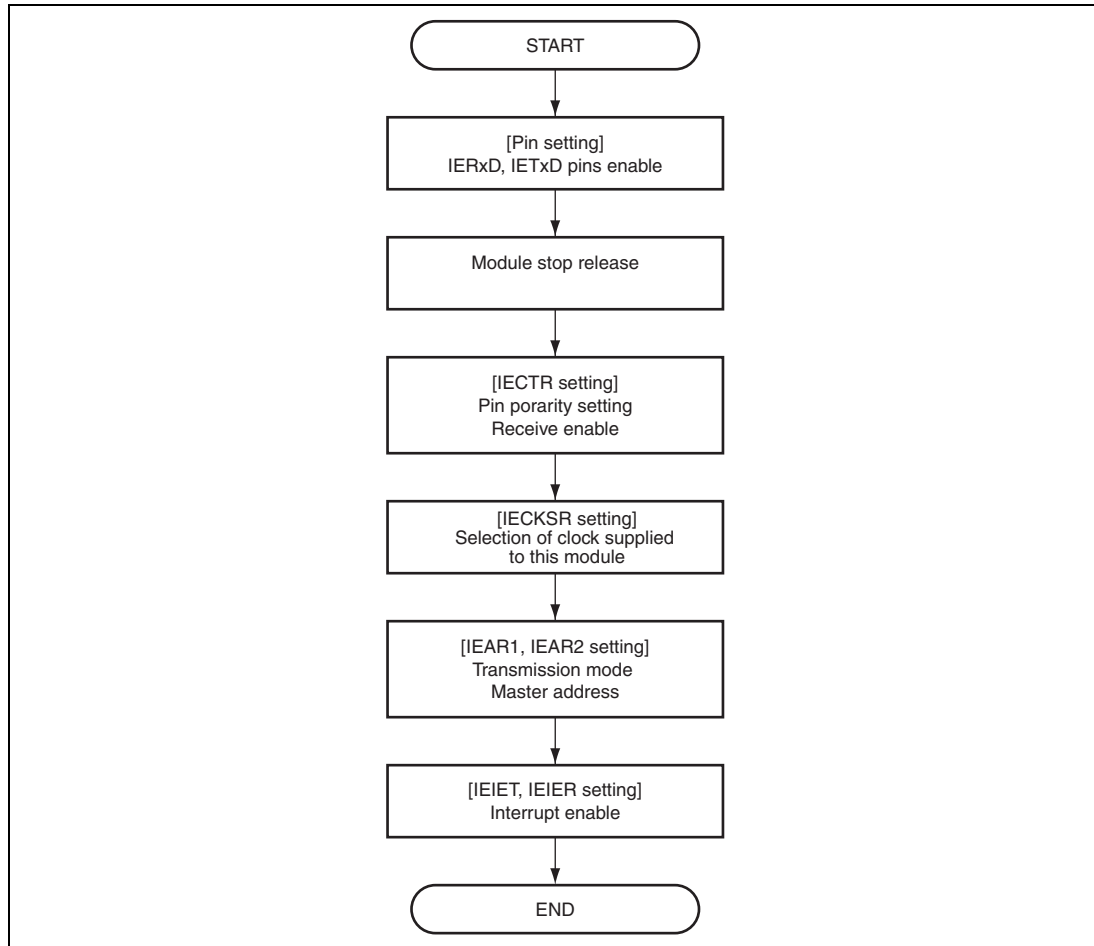 START
[Pin setting]
IERxD, IETxD pins enable
Module stop release
[IECTR setting]
Pin porarity setting
Receive enable
[IECKSR setting]
Selection of clock supplied
to this module
[IEAR1, IEAR2 setting]
Transmission mode
Master address
[IEIET, IEIER setting]
Interrupt enable
END